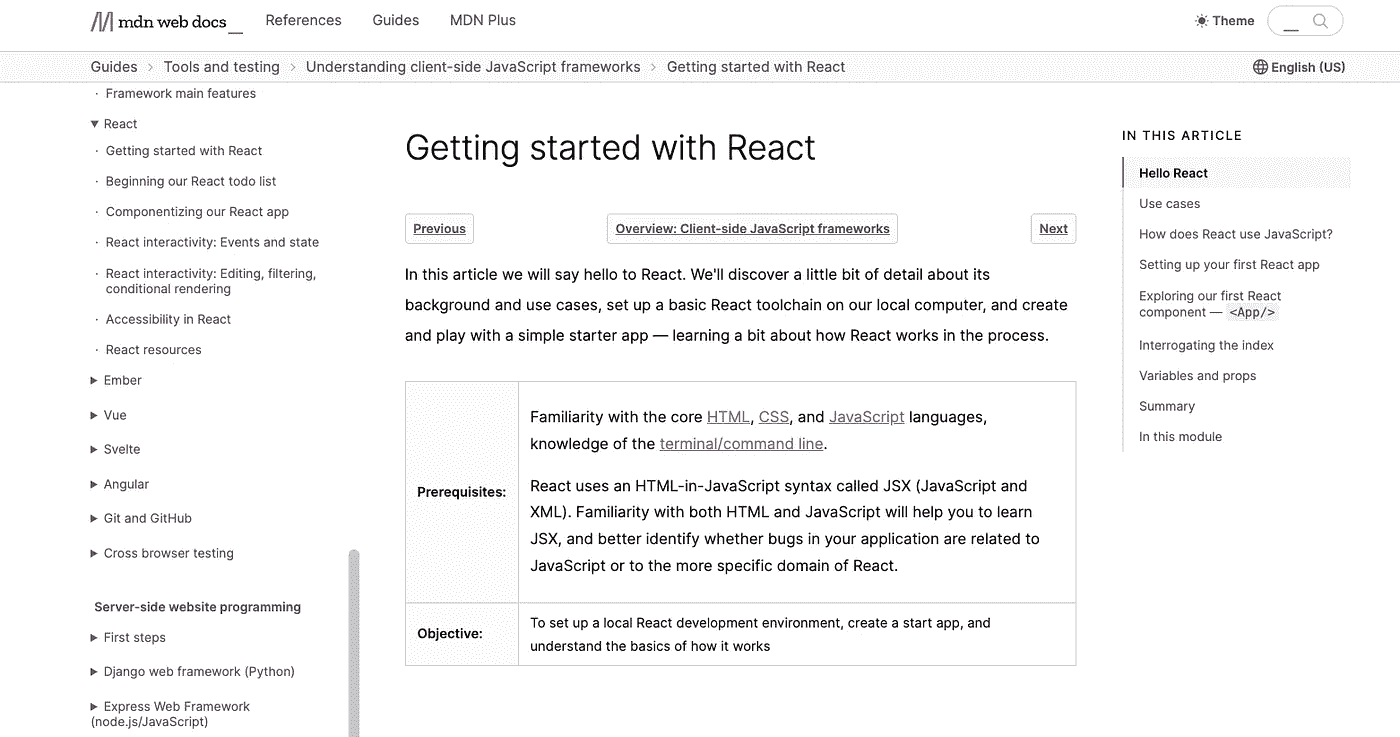 mdn web docs_
References Guides MDN Plus
Theme
Guides Tools and testing Understanding client-side JavaScript frameworks Getting started with React
English (US)
Framework main features
React
Getting started with React
Beginning our React todo list
Componentizing our React app
React interactivity: Events and state
React interactivity: Editing, filtering,
conditional rendering
Accessibility in React
React resources
Ember
Vue
Svelte
Angular
Git and GitHub
Cross browser testing
Server-side website programming
First steps
Django web framework (Python)
Express Web Framework
(node.js/JavaScript)
Getting started with React
Previous
Overview: Client-side JavaScript frameworks
Next
In this article we will say hello to React. We'll discover a little bit of detail about its
background and use cases, set up a basic React toolchain on our local computer, and create
and play with a simple starter app — learning a bit about how React works in the process.
Prerequisites:
Familiarity with the core HTML, CSS, and JavaScript languages,
knowledge of the terminal/command line.
React uses an HTML-in-JavaScript syntax called JSX (JavaScript and
XML). Familiarity with both HTML and JavaScript will help you to learn
JSX, and better identify whether bugs in your application are related to
JavaScript or to the more specific domain of React.
Objective:
To set up a local React development environment, create a start app, and
understand the basics of how it works
IN THIS ARTICLE
Hello React
Use cases
How does React use JavaScript?
Setting up your first React app
Exploring our first React
component — <App/>
Interrogating the index
Variables and props
Summary
In this module